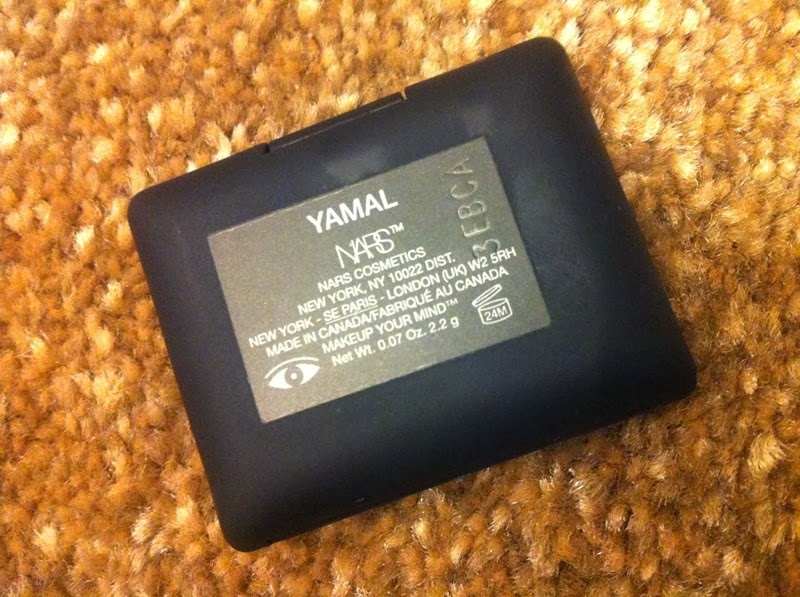 YAMAL
NARS™
NARS COSMETICS
NEW YORK, NY 10022 DIST.
NEW YORK - SE PARIS - LONDON (UK) W2 5RH
MADE IN CANADA/FABRIQUÉ AU CANADA
MAKEUP YOUR MIND™
Net Wt. 0.07 Oz. 2.2 g
24M
3EBCA